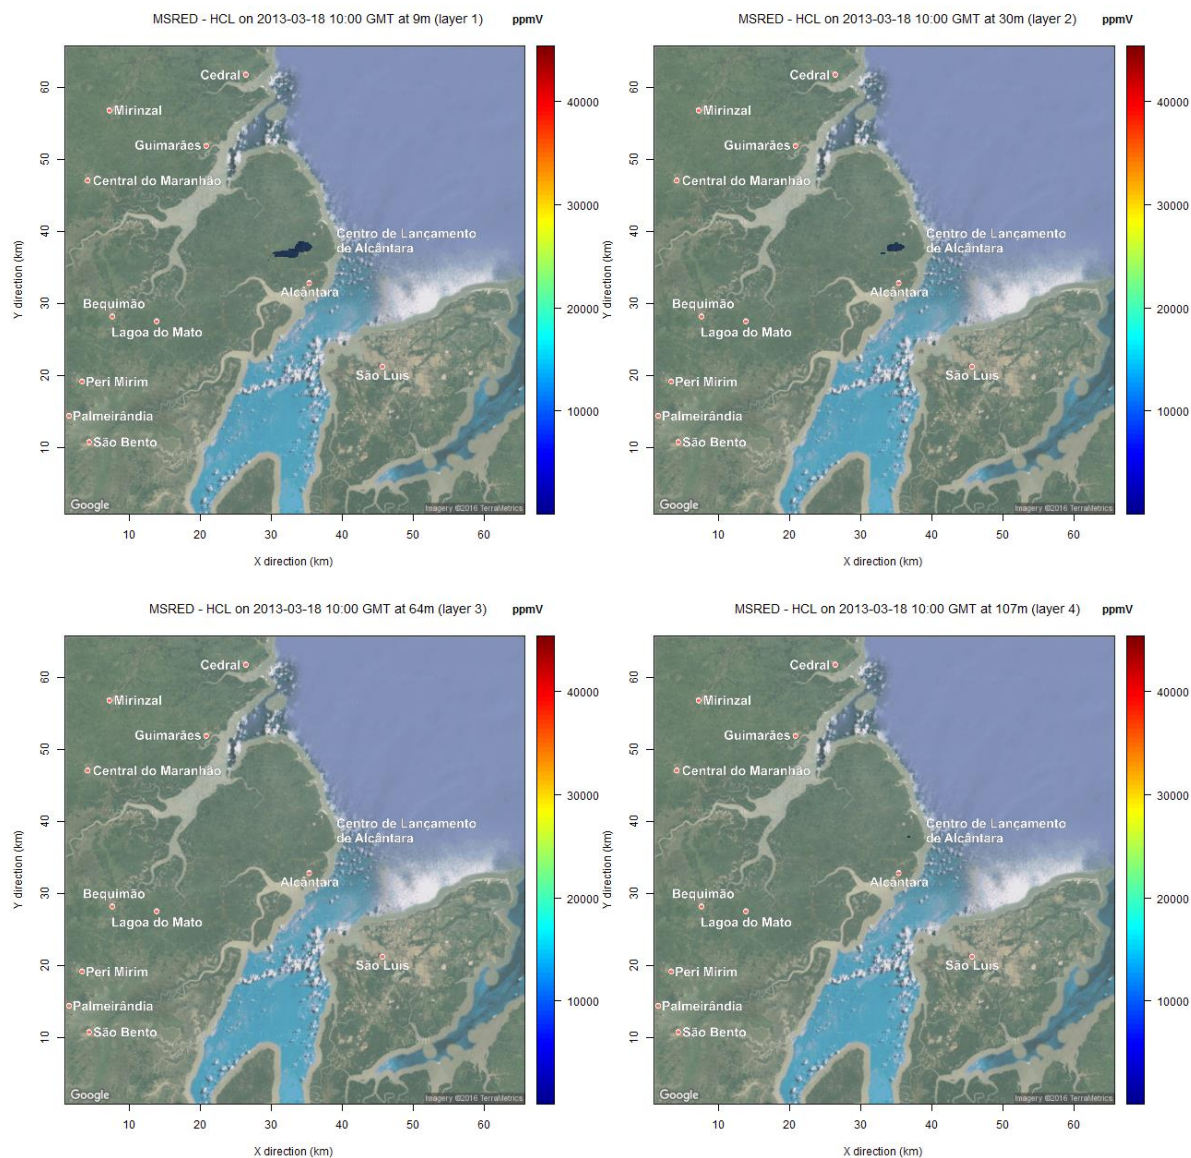 MSRED - HCL on 2013-03-18 10:00 GMT at 9m (layer 1) ppmV
Cedral
Mirinzal
Guimarães
Central do Maranhão
Centro de Lançamento
de Alcântara
Alcântara
Bequimão
Lagoa do Mato
São Luis
Peri Mirim
Palmeirândia
São Bento
Google
Imagery ©2016 TerraMetrics
Y direction (km)
60
50
40
30
20
10
10 20 30 40 50 60
X direction (km)
40000
30000
20000
10000
MSRED - HCL on 2013-03-18 10:00 GMT at 30m (layer 2) ppmV
Cedral
Mirinzal
Guimarães
Central do Maranhão
Centro de Lançamento
de Alcântara
Alcântara
Bequimão
Lagoa do Mato
São Luis
Peri Mirim
Palmeirândia
São Bento
Google
Imagery ©2016 TerraMetrics
Y direction (km)
60
50
40
30
20
10
10 20 30 40 50 60
X direction (km)
40000
30000
20000
10000
MSRED - HCL on 2013-03-18 10:00 GMT at 64m (layer 3) ppmV
Cedral
Mirinzal
Guimarães
Central do Maranhão
Centro de Lançamento
de Alcântara
Alcântara
Bequimão
Lagoa do Mato
São Luis
Peri Mirim
Palmeirândia
São Bento
Google
Imagery ©2016 TerraMetrics
Y direction (km)
60
50
40
30
20
10
10 20 30 40 50 60
X direction (km)
40000
30000
20000
10000
MSRED - HCL on 2013-03-18 10:00 GMT at 107m (layer 4) ppmV
Cedral
Mirinzal
Guimarães
Central do Maranhão
Centro de Lançamento
de Alcântara
Alcântara
Bequimão
Lagoa do Mato
São Luis
Peri Mirim
Palmeirândia
São Bento
Google
Imagery ©2016 TerraMetrics
Y direction (km)
60
50
40
30
20
10
10 20 30 40 50 60
X direction (km)
40000
30000
20000
10000